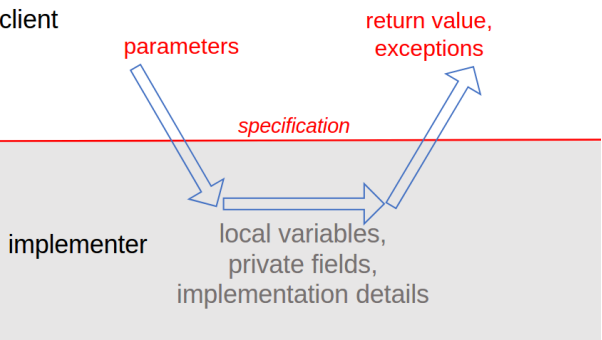 client
parameters
return value,
exceptions
specification
implementer
local variables,
private fields,
implementation details